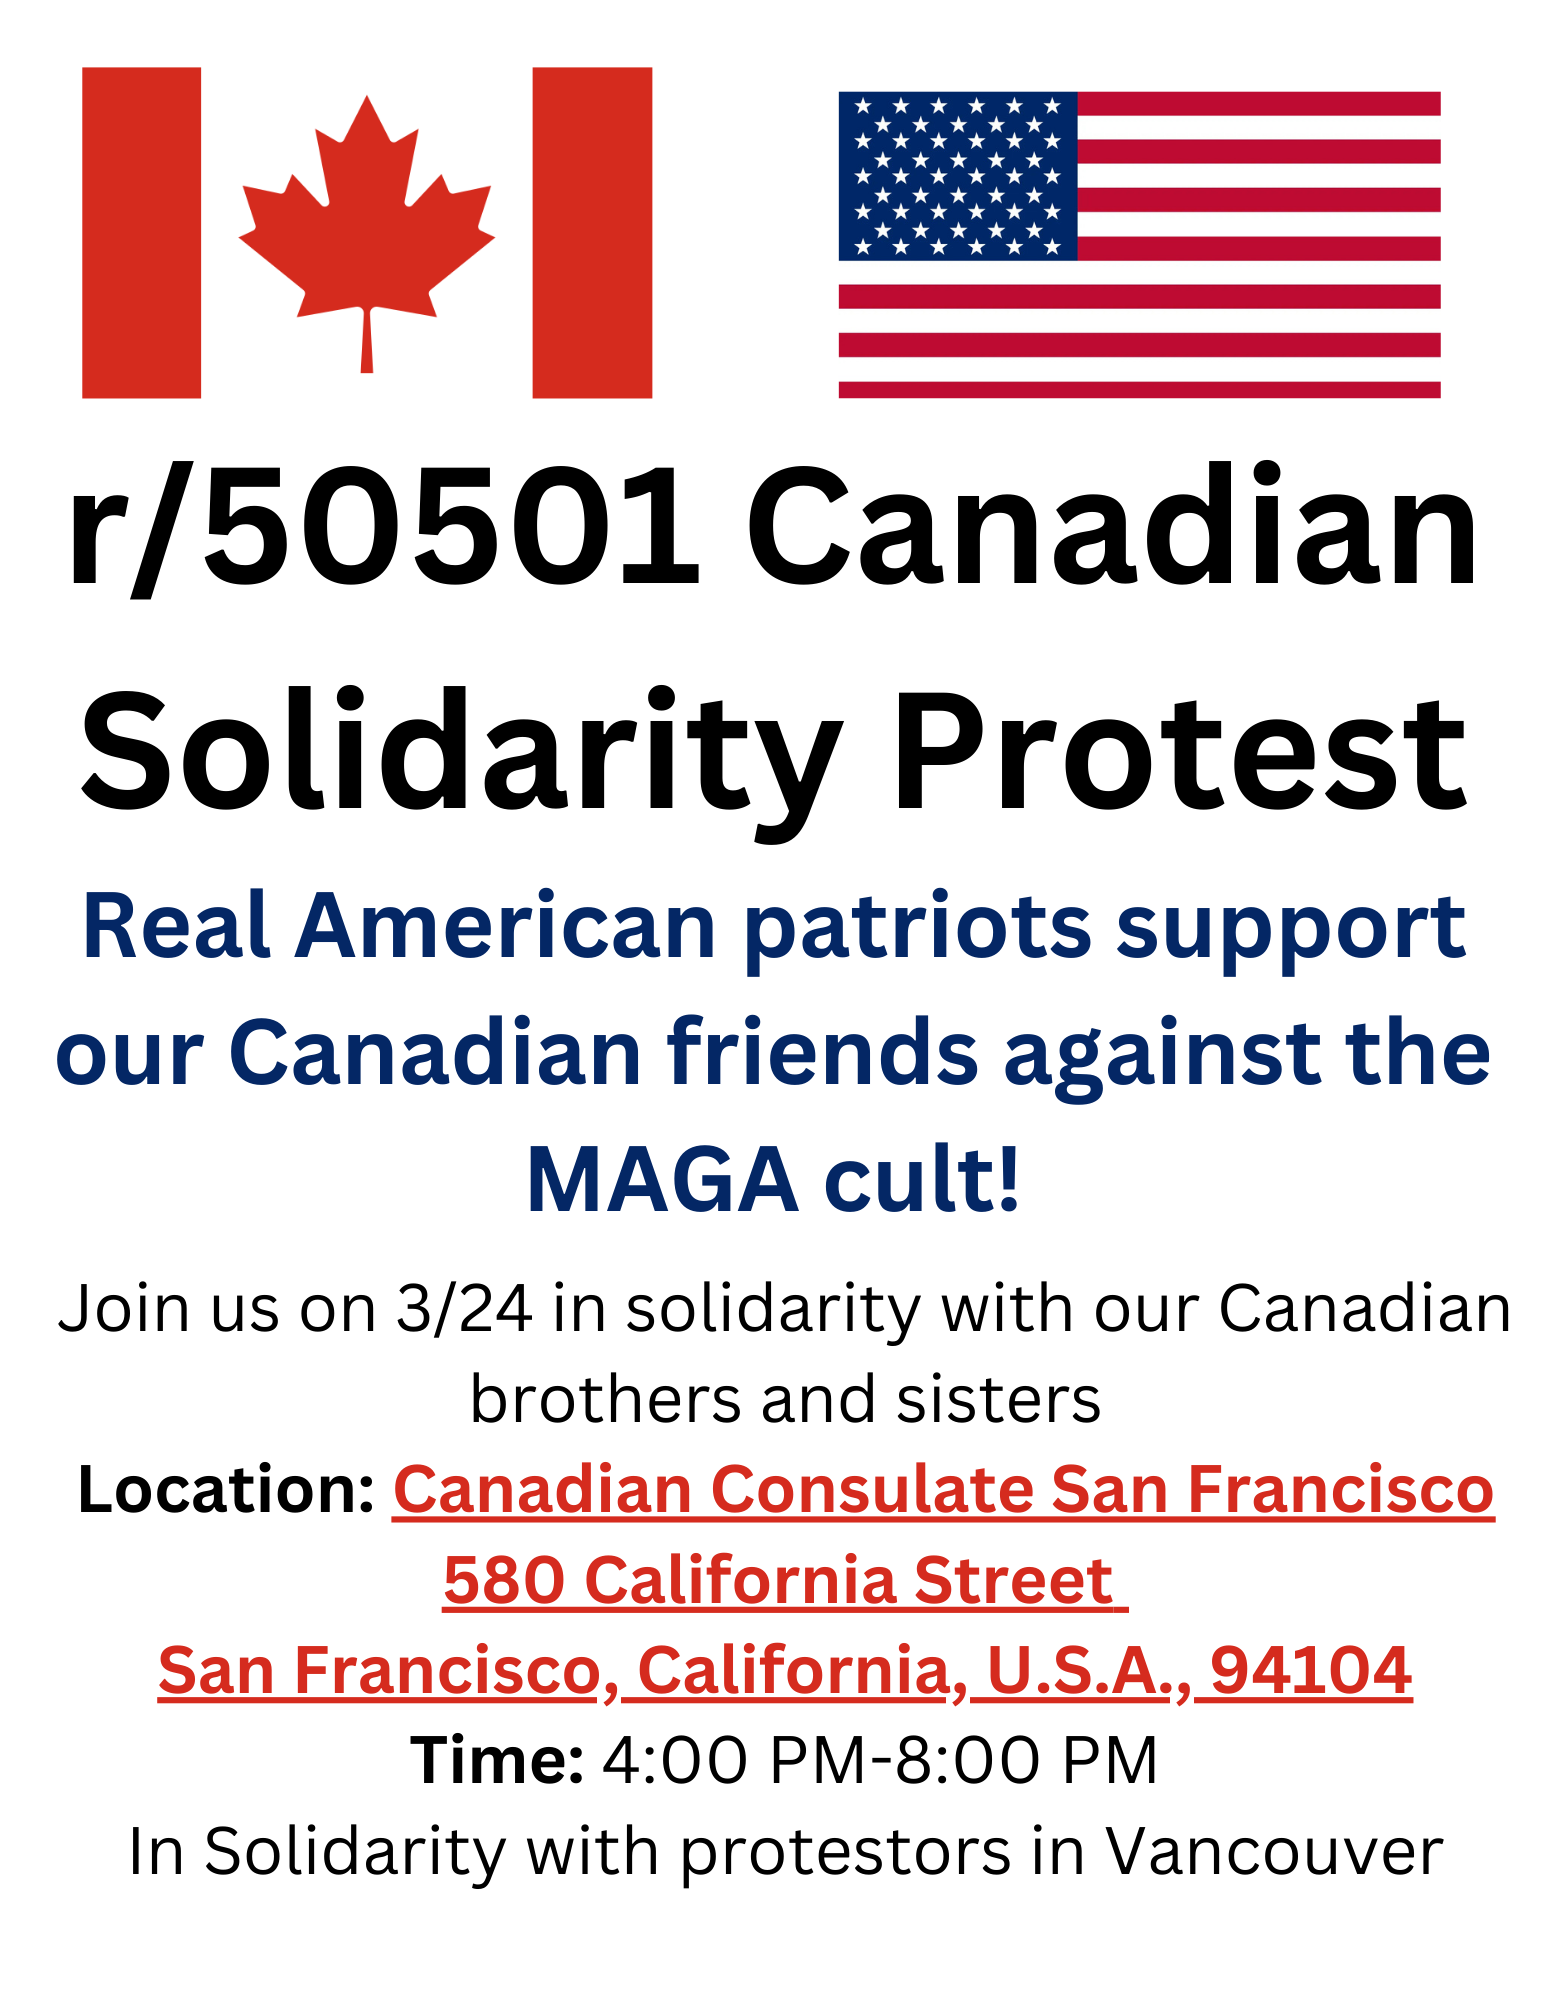 r/50501 Canadian
Solidarity Protest
Real American patriots support
our Canadian friends against the
MAGA cult!
Join us on 3/24 in solidarity with our Canadian
brothers and sisters
Location: Canadian Consulate San Francisco
580 California Street
San Francisco, California, U.S.A., 94104
Time: 4:00 PM-8:00 PM
In Solidarity with protestors in Vancouver